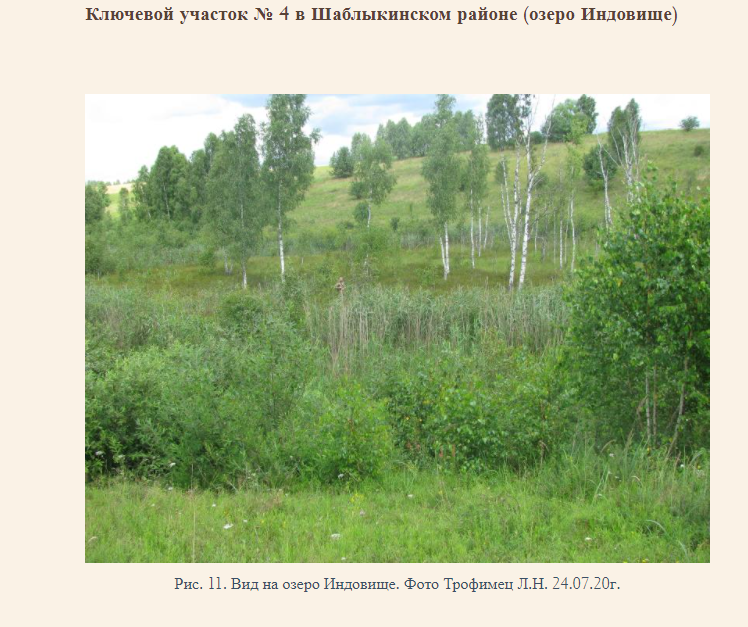 Ключевой участок № 4 в Шаблыкинском районе (озеро Индовище)
Рис. 11. Вид на озеро Индовище. Фото Трофимец Л.Н. 24.07.20г.